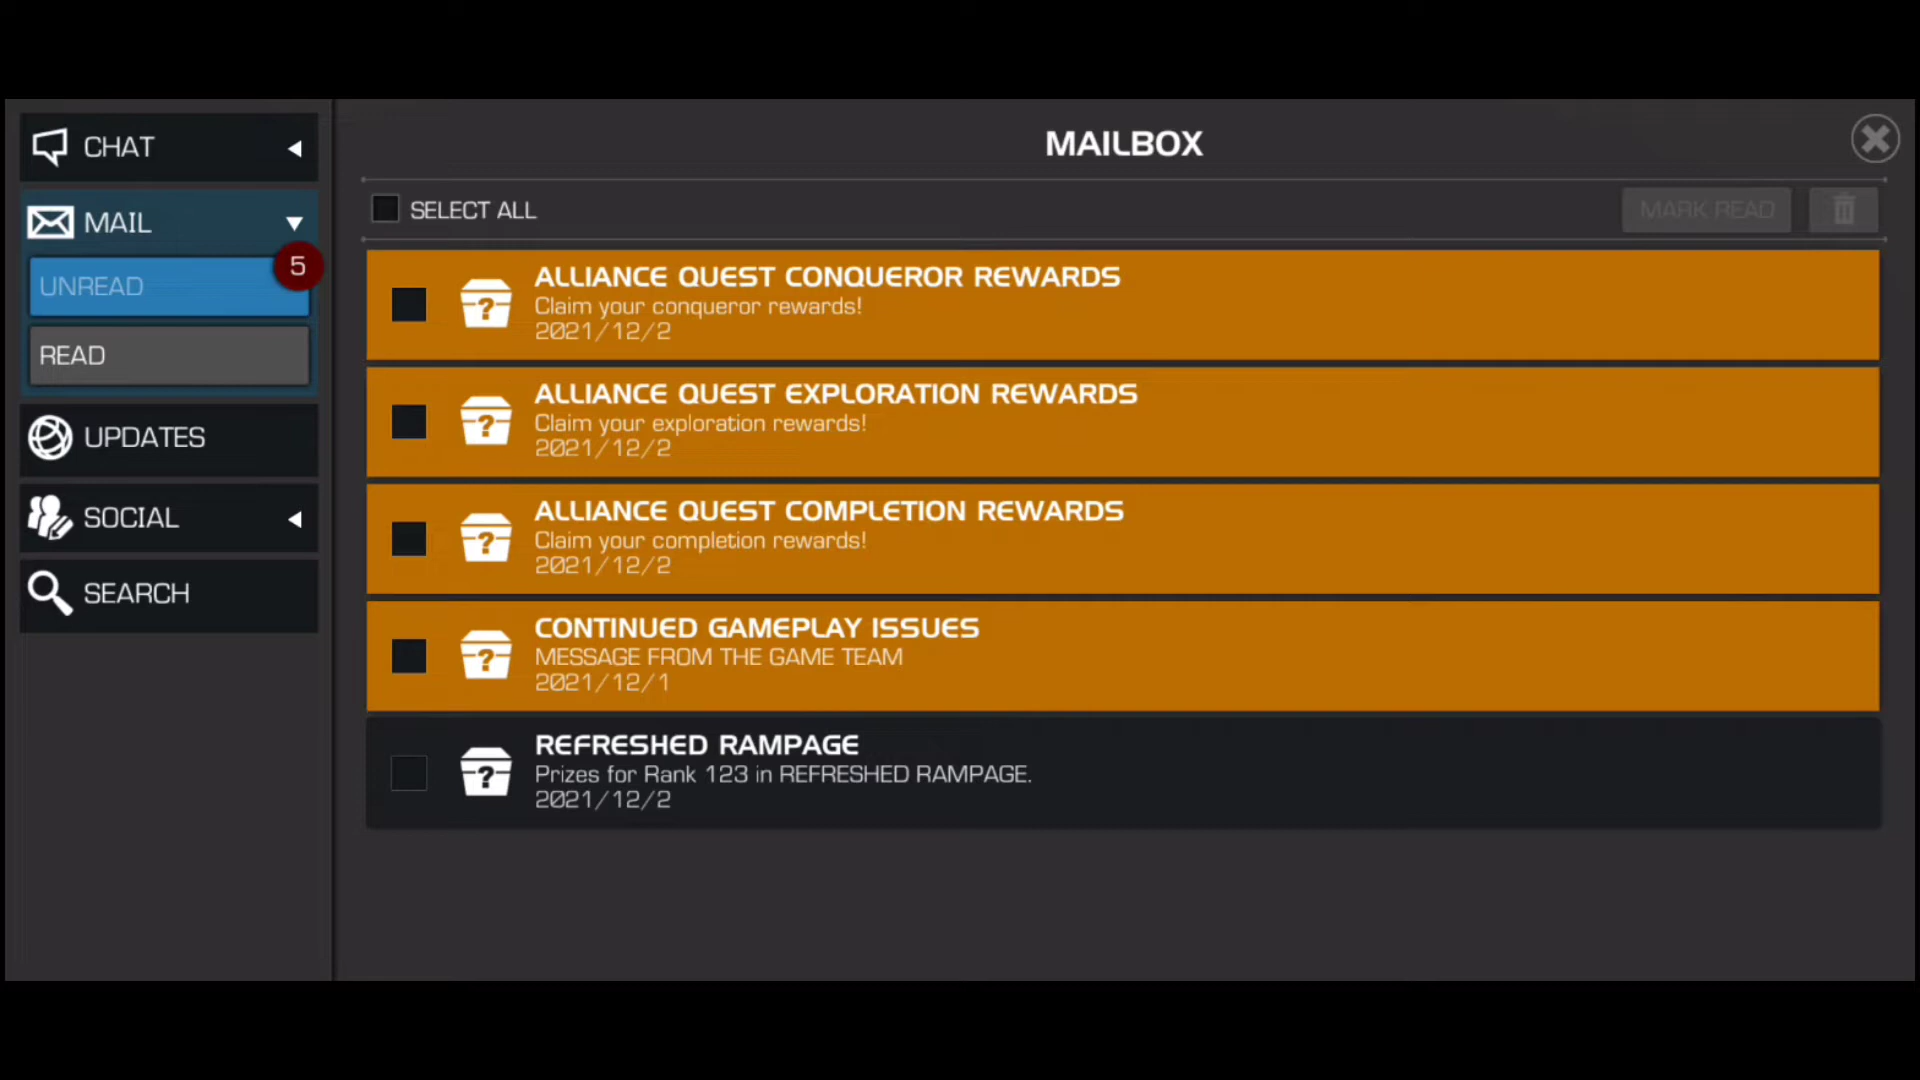 CHAT
MAIL
5
UNREAD
READ
UPDATES
SOCIAL
SEARCH
MAILBOX
SELECT ALL
MARK READ
ALLIANCE QUEST CONQUEROR REWARDS
Claim your conqueror rewards!
2021/12/2
ALLIANCE QUEST EXPLORATION REWARDS
Claim your exploration rewards!
2021/12/2
ALLIANCE QUEST COMPLETION REWARDS
Claim your completion rewards!
2021/12/2
CONTINUED GAMEPLAY ISSUES
MESSAGE FROM THE GAME TEAM
2021/12/1
REFRESHED RAMPAGE
Prizes for Rank 123 in REFRESHED RAMPAGE.
2021/12/2